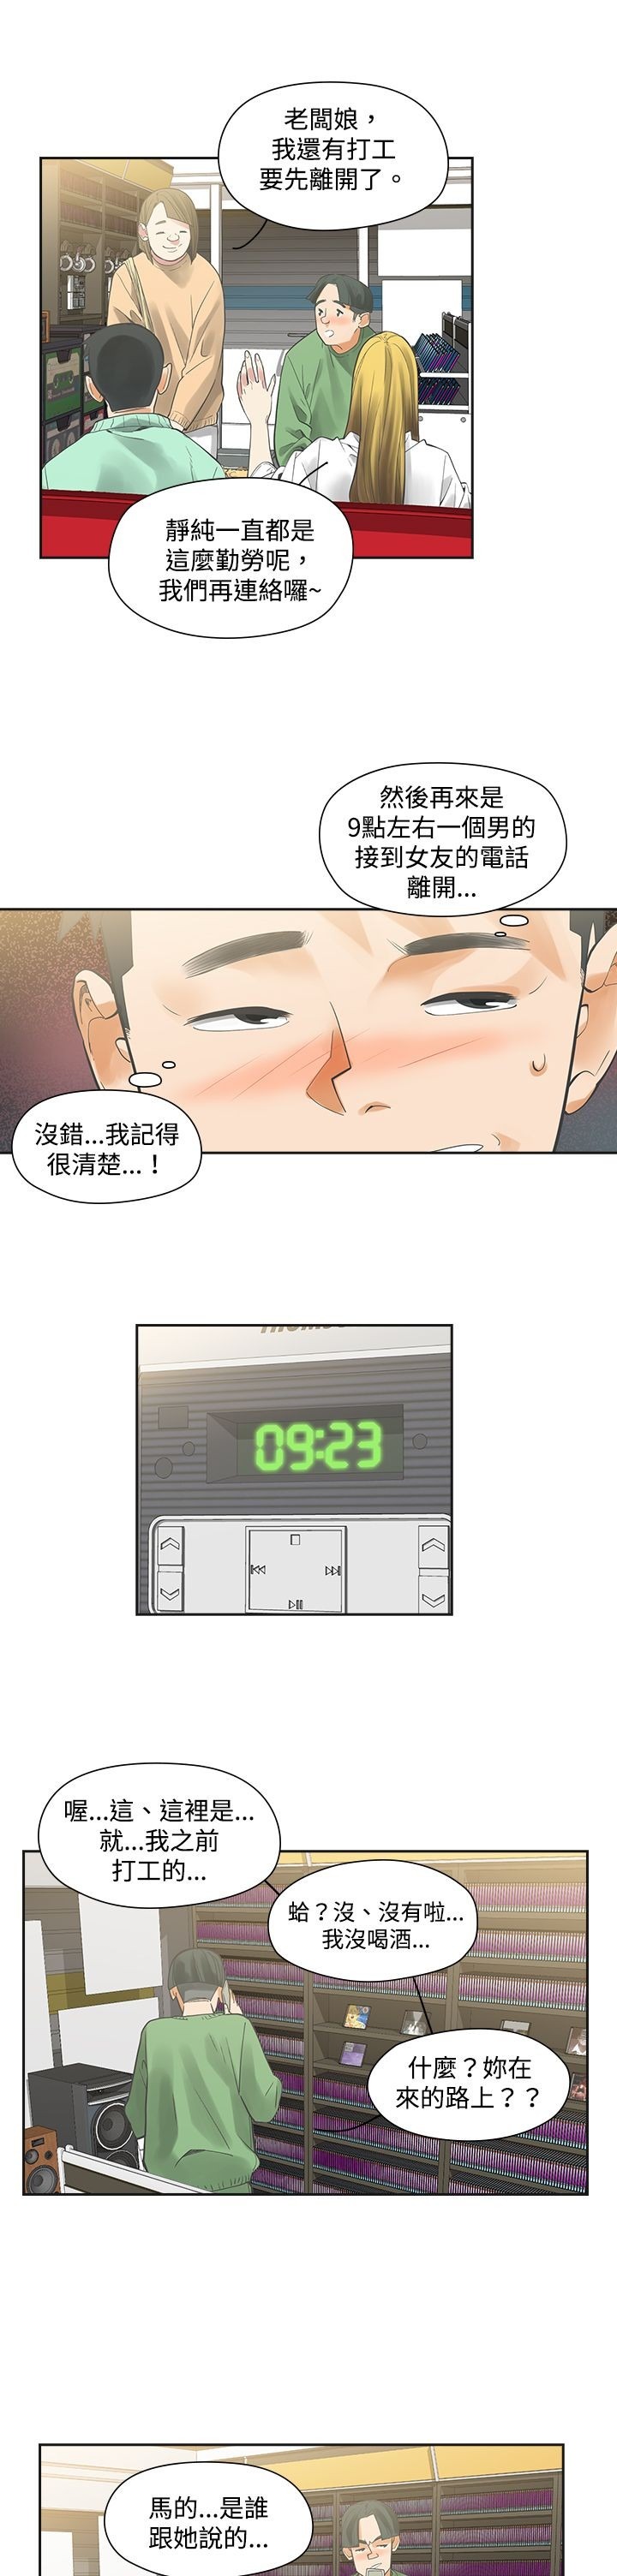 老闆娘，
我還有打工
要先離開了。
靜純一直都是
這麼勤勞呢，
我們再連絡囉~
然後再來是
9點左右一個男的
接到女友的電話
離開...
沒錯...我記得
很清楚...！
09:23
喔...這、這裡是...
就...我之前
打工的...
蛤？沒、沒有啦...
我沒喝酒...
什麼？妳在
來的路上？？
馬的...是誰
跟她說的...